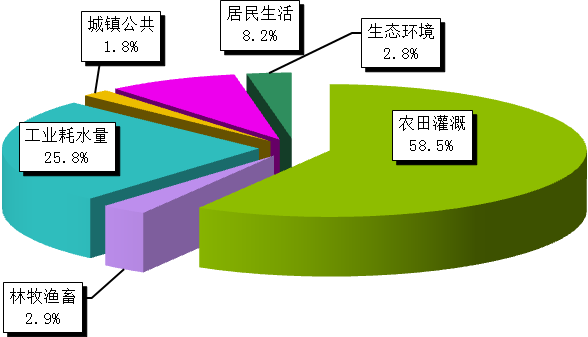 城镇公共
1.8%
居民生活
8.2%
生态环境
2.8%
农田灌溉
58.5%
工业耗水量
25.8%
林牧渔畜
2.9%